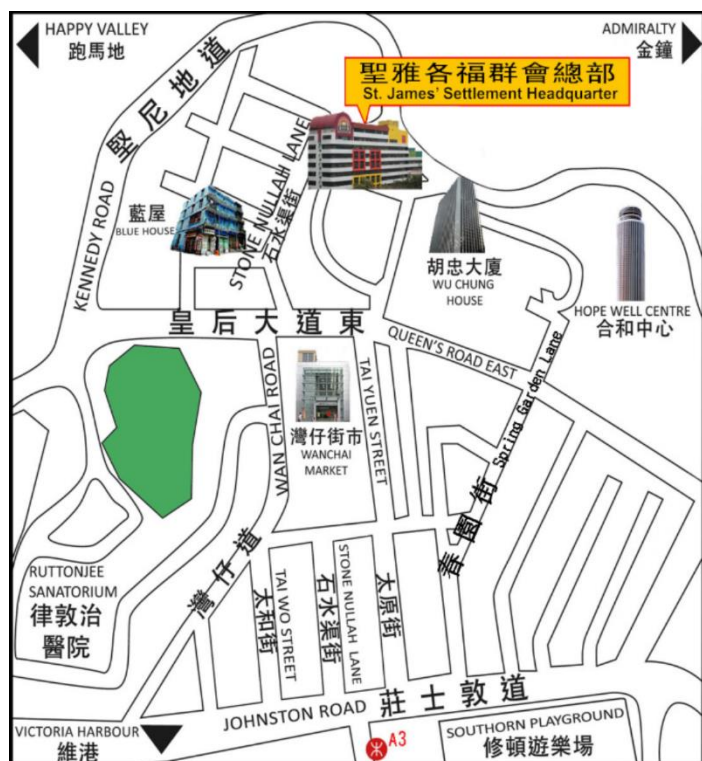 HAPPY VALLEY
跑馬地
ADMIRALTY
金鐘
聖雅各福群會總部
St. James' Settlement Headquarter
堅尼地道
KENNEDY ROAD
STONE NULLAH LANE
石水渠街
藍屋
BLUE HOUSE
胡忠大廈
WU CHUNG
HOUSE
HOPE WELL CENTRE
合和中心
皇后大道東
QUEEN'S ROAD EAST
Spring Garden Lane
春園街
WAN CHAI ROAD
灣仔街市
WANCHAI
MARKET
TAI YUEN STREET
灣仔道
太和街
TAI WO STREET
石水渠街
STONE NULLAH LANE
太原街
RUTTONJEE
SANATORIUM
律敦治
醫院
JOHNSTON ROAD 莊士敦道
VICTORIA HARBOUR
維港
A3
SOUTHORN PLAYGROUND
修頓遊樂場